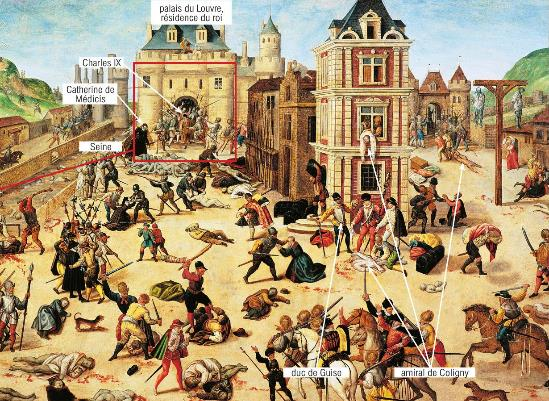 palais du Louvre,
résidence du roi
Charles IX
Catherine de
Médicis
Seine
duc de Guise
amiral de Coligny